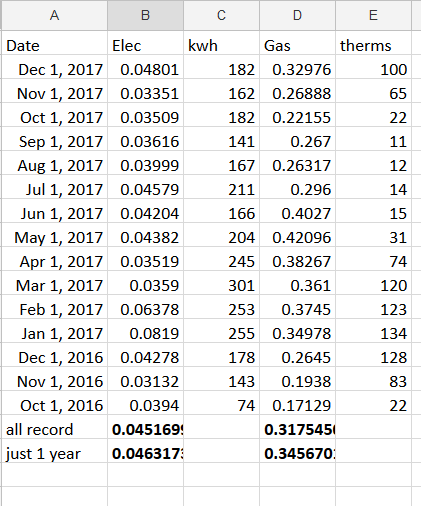 A B C D E
Date Elec kwh Gas therms
Dec 1, 2017 0.04801 182 0.32976 100
Nov 1, 2017 0.03351 162 0.26888 65
Oct 1, 2017 0.03509 182 0.22155 22
Sep 1, 2017 0.03616 141 0.267 11
Aug 1, 2017 0.03999 167 0.26317 12
Jul 1, 2017 0.04579 211 0.296 14
Jun 1, 2017 0.04204 166 0.4027 15
May 1, 2017 0.04382 204 0.42096 31
Apr 1, 2017 0.03519 245 0.38267 74
Mar 1, 2017 0.0359 301 0.361 120
Feb 1, 2017 0.06378 253 0.3745 123
Jan 1, 2017 0.0819 255 0.34978 134
Dec 1, 2016 0.04278 178 0.2645 128
Nov 1, 2016 0.03132 143 0.1938 83
Oct 1, 2016 0.0394 74 0.17129 22
all record 0.045169 0.317545
just 1 year 0.046317 0.345670